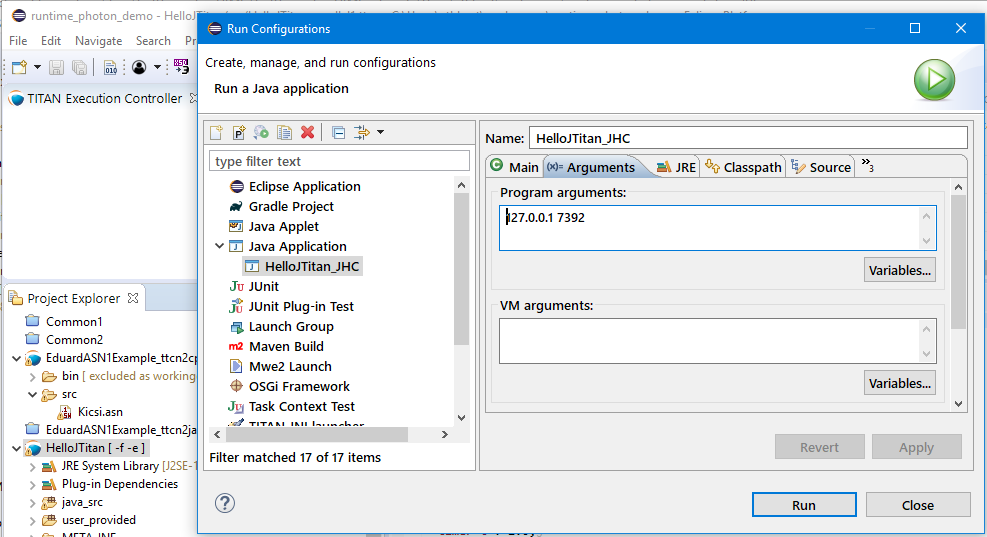 runtime_photon_demo - HelloJTitan
Run Configurations
File Edit Navigate Search
Create, manage, and run configurations
Run a Java application
TITAN Execution Controller
Name: HelloJTitan_JHC
type filter text
Main Arguments JRE Classpath Source »3
Eclipse Application
Gradle Project
Java Applet
Java Application
HelloJTitan_JHC
JUnit
JUnit Plug-in Test
Launch Group
Maven Build
Mwe2 Launch
OSGi Framework
Task Context Test
TITAN JNI launcher
Filter matched 17 of 17 items
Program arguments:
127.0.0.1 7392
Variables...
VM arguments:
Variables...
Revert Apply
Run Close
Project Explorer
Common1
Common2
EduardASN1Example_ttcn2cp
bin [ excluded as working
src
Kicsi.asn
EduardASN1Example_ttcn2ja
HelloJTitan [ -f -e ]
JRE System Library [J2SE-1
Plug-in Dependencies
java_src
user_provided
META-INF